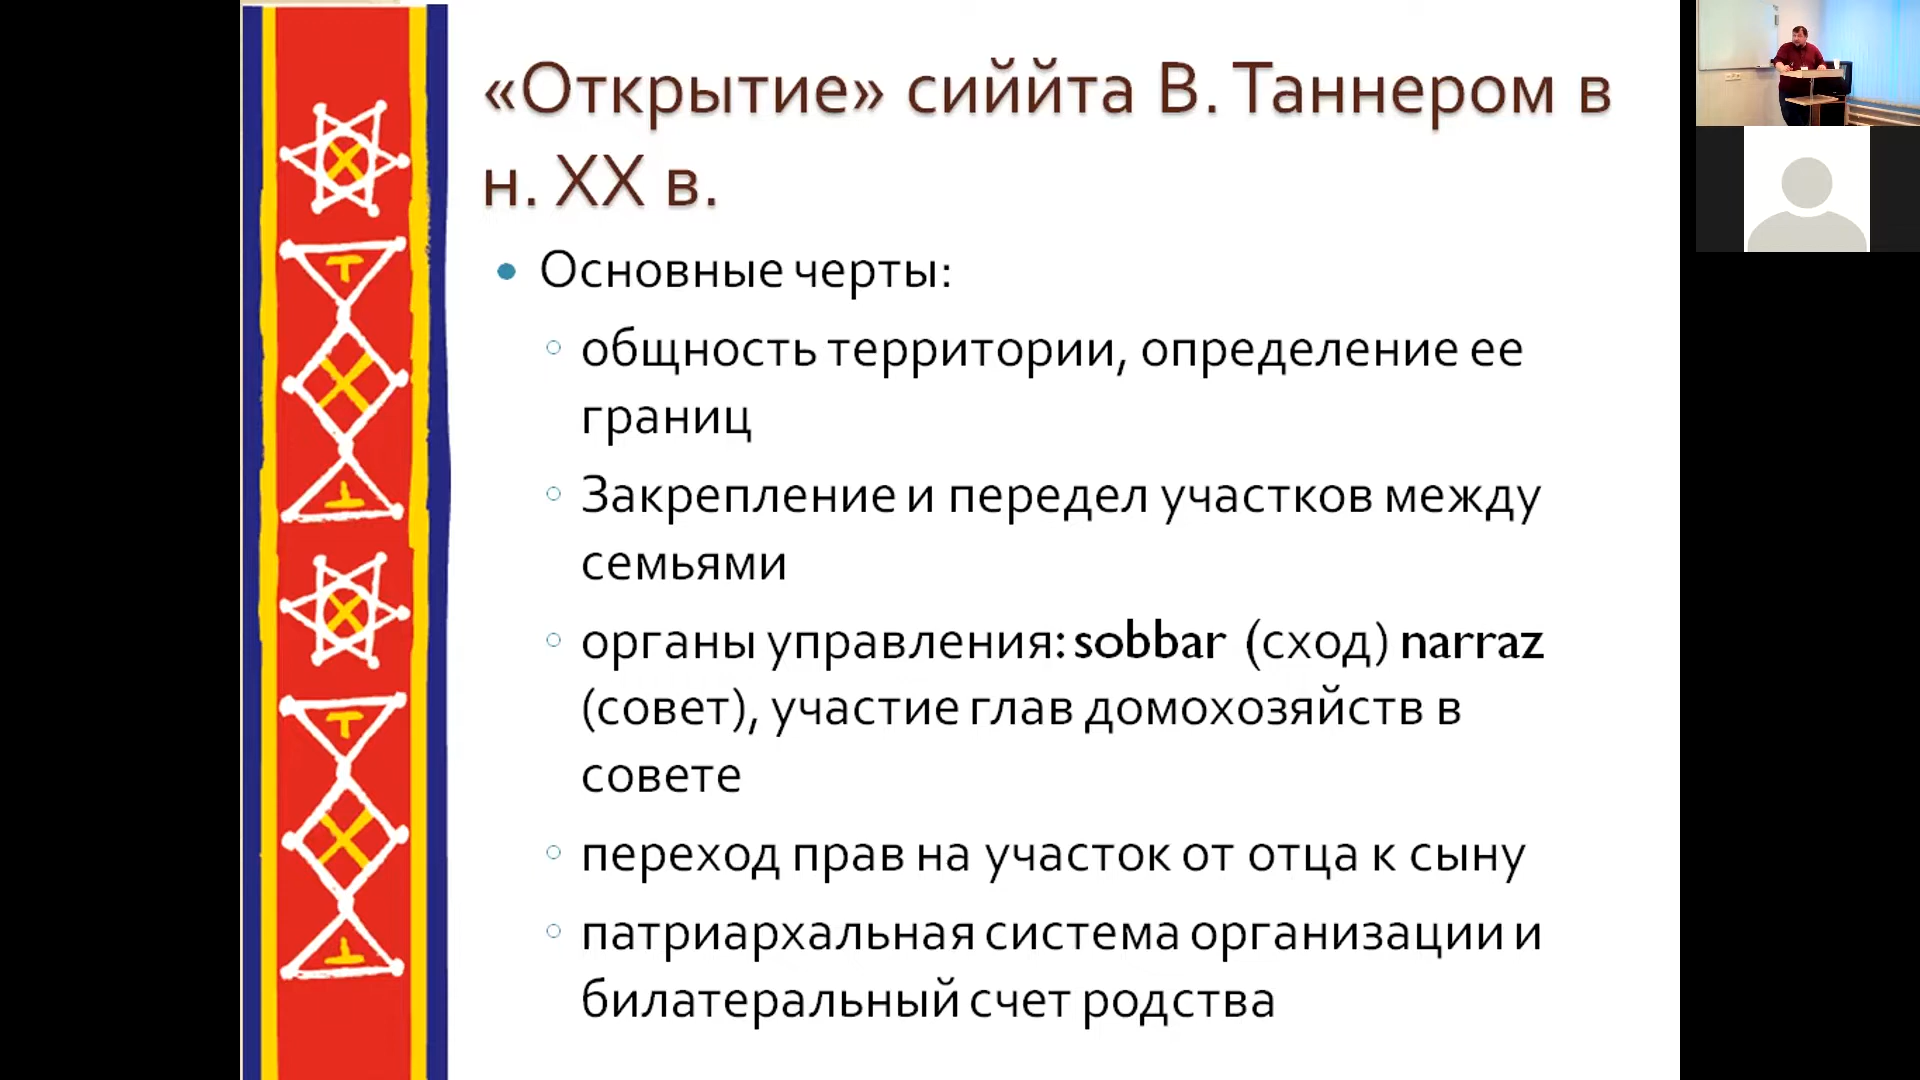 «Открытие» сиййта В. Таннером в
н. XX в.
Основные черты:
общность территории, определение ее
границ
Закрепление и передел участков между
семьями
органы управления: sobbar (сход) narraz
(совет), участие глав домохозяйств в
совете
переход прав на участок от отца к сыну
патриархальная система организации и
билатеральный счет родства